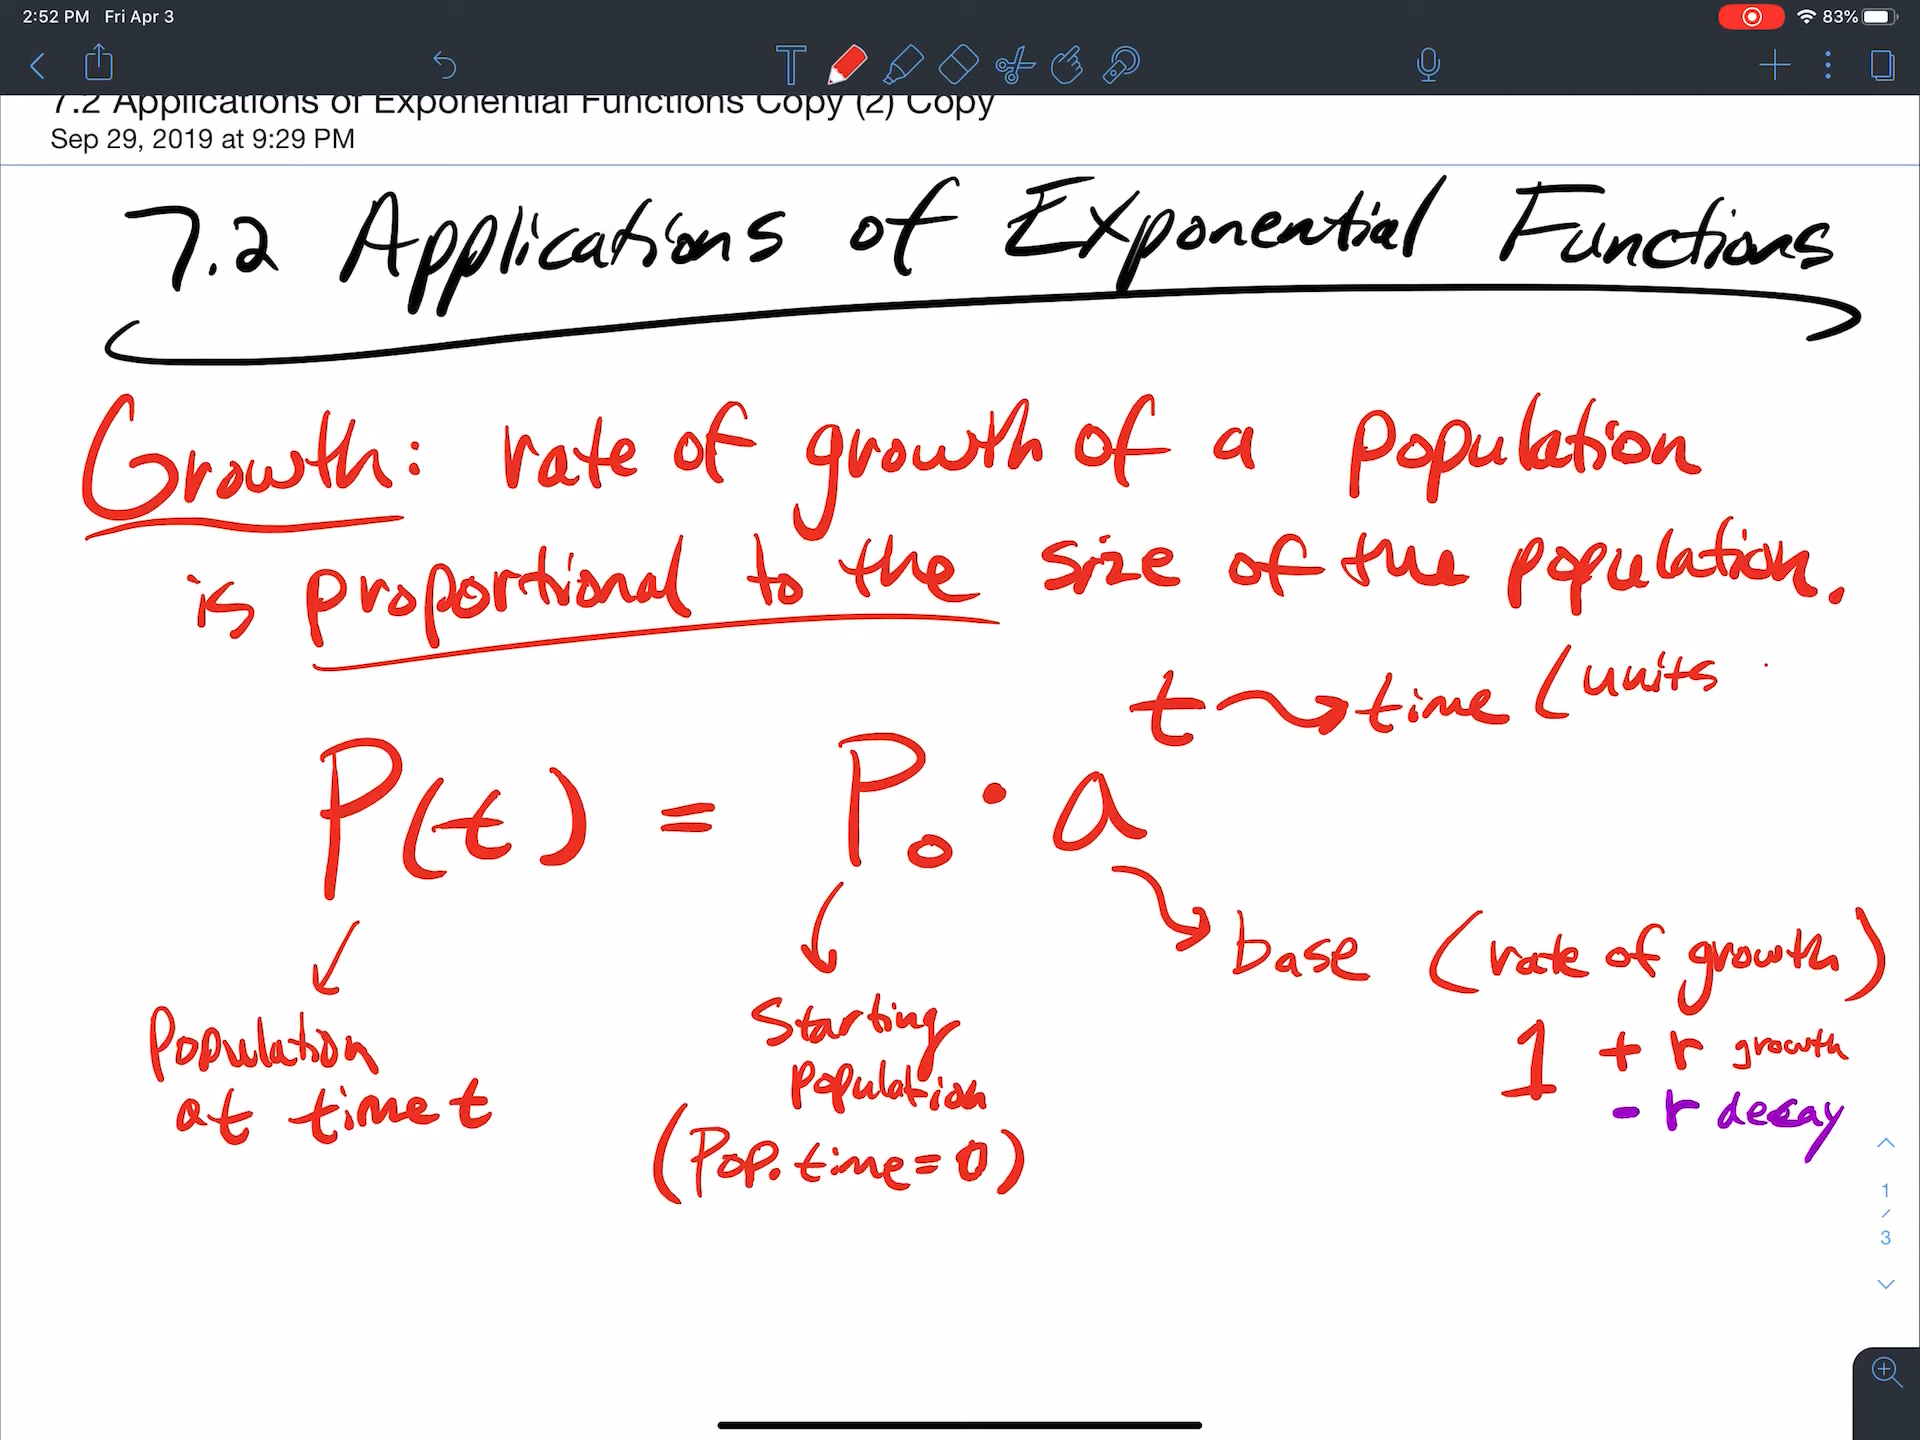 2:52 PM Fri Apr 3
83%
7.2 Applications of Exponential Functions Copy (2) Copy
Sep 29, 2019 at 9:29 PM
7.2 Applications of Exponential Functions
Growth: rate of growth of a population
is proportional to the size of the population.
t → time (units
P(t) = P₀ · a
base (rate of growth)
Population
at time t
Starting
population
(Pop. time = 0)
1 + r growth
- r decay
1
/
3